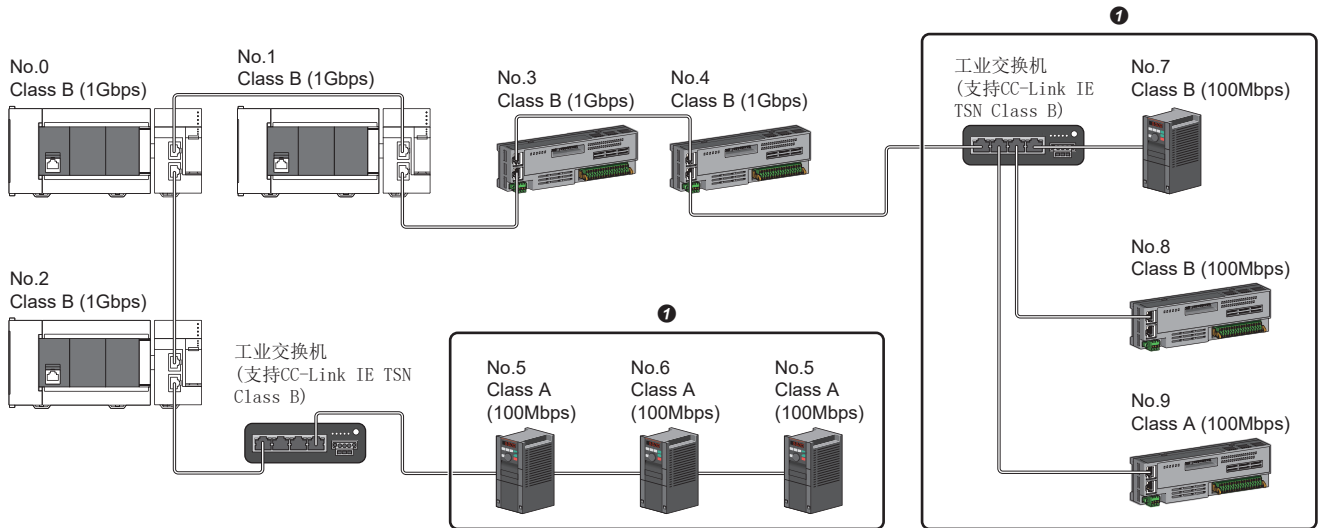 ❶
No.0
Class B (1Gbps)
No.1
Class B (1Gbps)
No.3
Class B (1Gbps)
No.4
Class B (1Gbps)
工业交换机
(支持CC-Link IE
TSN Class B)
No.7
Class B (100Mbps)
No.8
Class B (100Mbps)
No.9
Class A (100Mbps)
No.2
Class B (1Gbps)
工业交换机
(支持CC-Link IE TSN
Class B)
❶
No.5
Class A
(100Mbps)
No.6
Class A
(100Mbps)
No.5
Class A
(100Mbps)